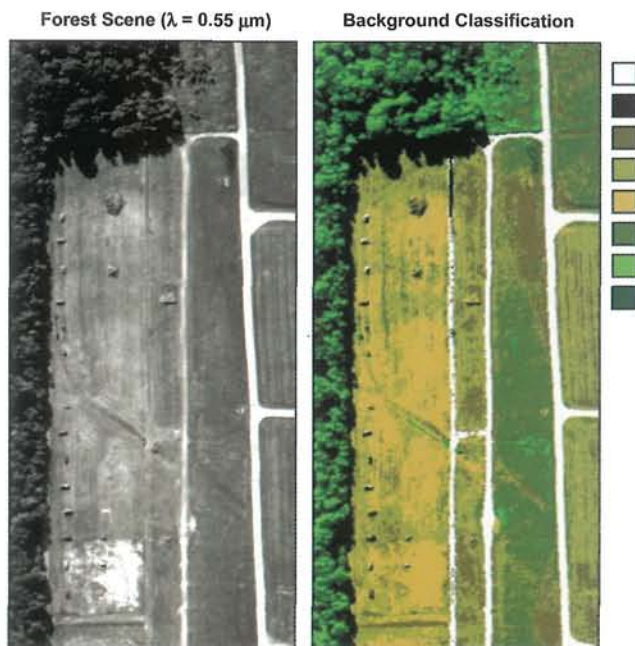 Forest Scene (λ = 0.55 μm)
Background Classification